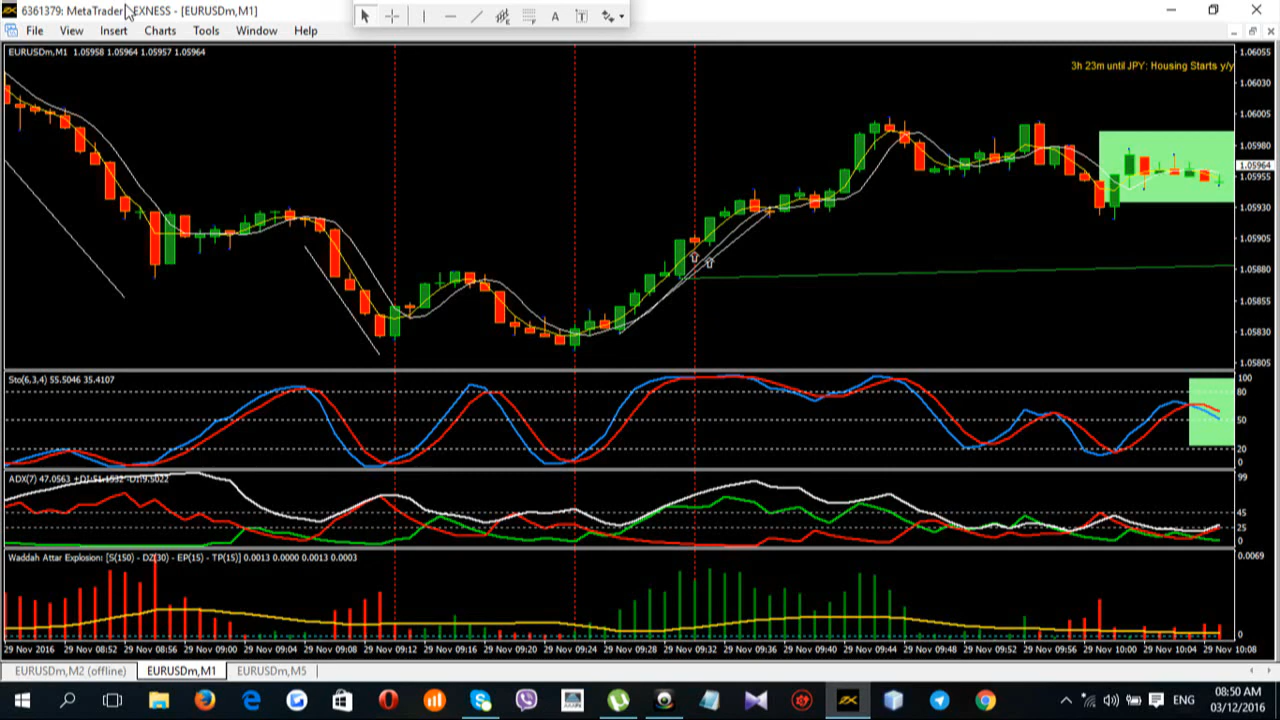 6361379: MetaTrader EXNESS - [EURUSDm,M1]
File View Insert Charts Tools Window Help
EURUSDm,M1 1.05958 1.05964 1.05957 1.05964
3h 23m until JPY: Housing Starts y/y
1.06055
1.06030
1.06005
1.05980
1.05964
1.05955
1.05930
1.05905
1.05880
1.05855
1.05830
1.05805
Sto(6,3,4) 55.5046 35.4107
100
80
50
20
0
ADX(7) 47.0563
99
45
25
0
Waddah Attar Explosion: [S(150) - DZ(30) - EP(15) - TP(15)] 0.0013 0.0000 0.0013 0.0003
0.0069
0
29 Nov 2016 29 Nov 08:52 29 Nov 08:56 29 Nov 09:00 29 Nov 09:04 29 Nov 09:08 29 Nov 09:12 29 Nov 09:16 29 Nov 09:20 29 Nov 09:24 29 Nov 09:28 29 Nov 09:32 29 Nov 09:36 29 Nov 09:40 29 Nov 09:44 29 Nov 09:48 29 Nov 09:52 29 Nov 09:56 29 Nov 10:00 29 Nov 10:04 29 Nov 10:08
EURUSDm,M2 (offline) EURUSDm,M1 EURUSDm,M5
ENG
08:50 AM
03/12/2016